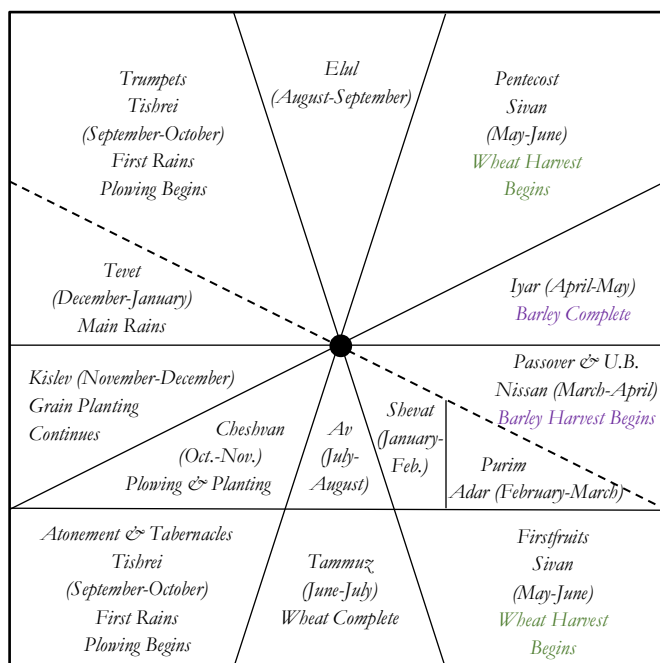 Trumpets
Tishrei
(September-October)
First Rains
Plowing Begins
Elul
(August-September)
Pentecost
Sivan
(May-June)
Wheat Harvest
Begins
Tevet
(December-January)
Main Rains
Iyar (April-May)
Barley Complete
Kislev (November-December)
Grain Planting
Continues
Cheshvan
(Oct.-Nov.)
Plowing & Planting
Av
(July-
August)
Shevat
(January-
Feb.)
Passover & U.B.
Nissan (March-April)
Barley Harvest Begins
Purim
Adar (February-March)
Atonement & Tabernacles
Tishrei
(September-October)
First Rains
Plowing Begins
Tammuz
(June-July)
Wheat Complete
Firstfruits
Sivan
(May-June)
Wheat Harvest
Begins